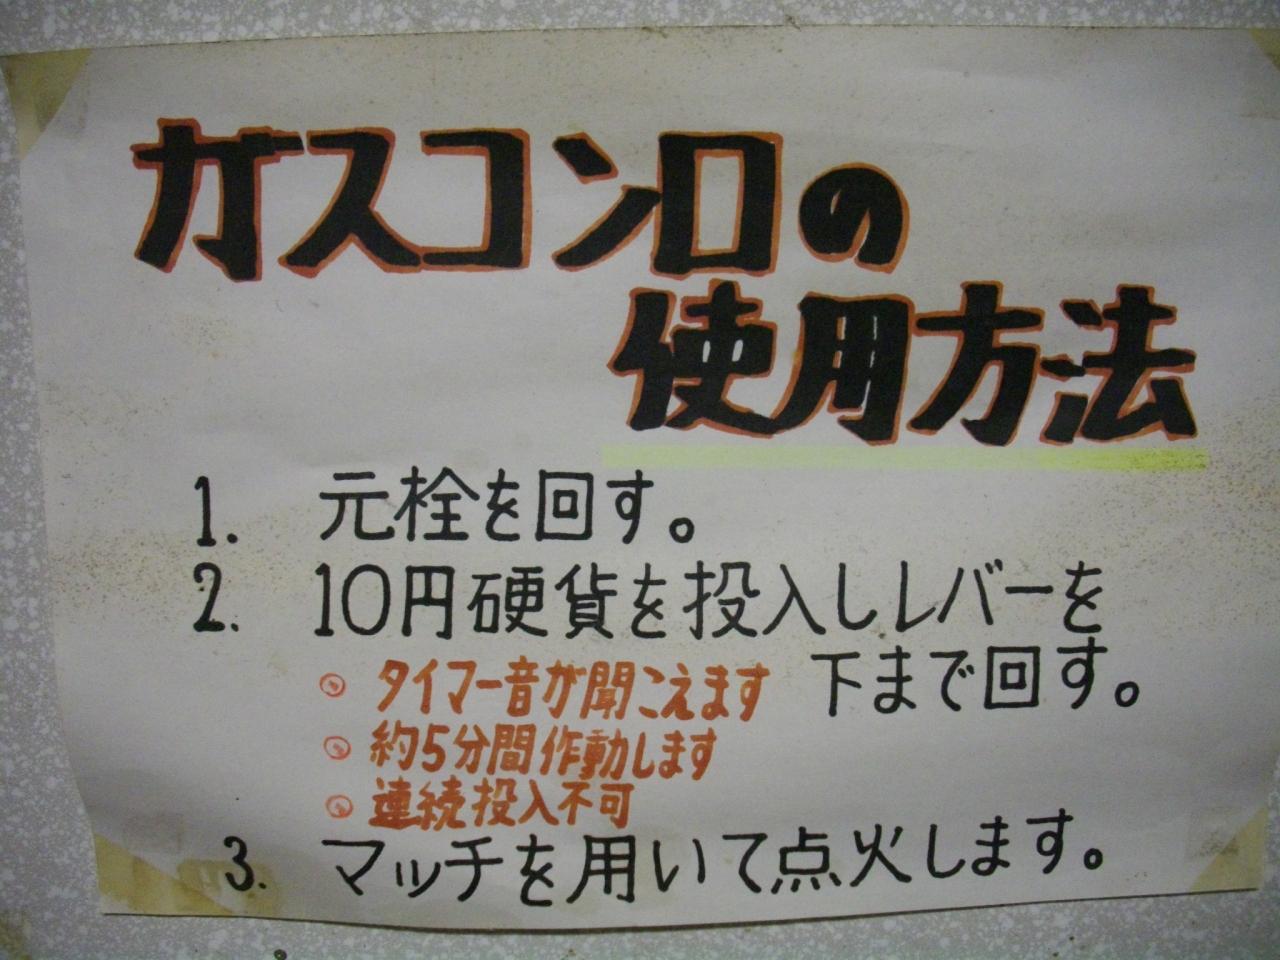 ガスコンロの
使用方法
1. 元栓を回す。
2. 10円硬貨を投入しレバーを
下まで回す。
◎ タイマー音が聞こえます
◎ 約5分間作動します
◎ 連続投入不可
3. マッチを用いて点火します。